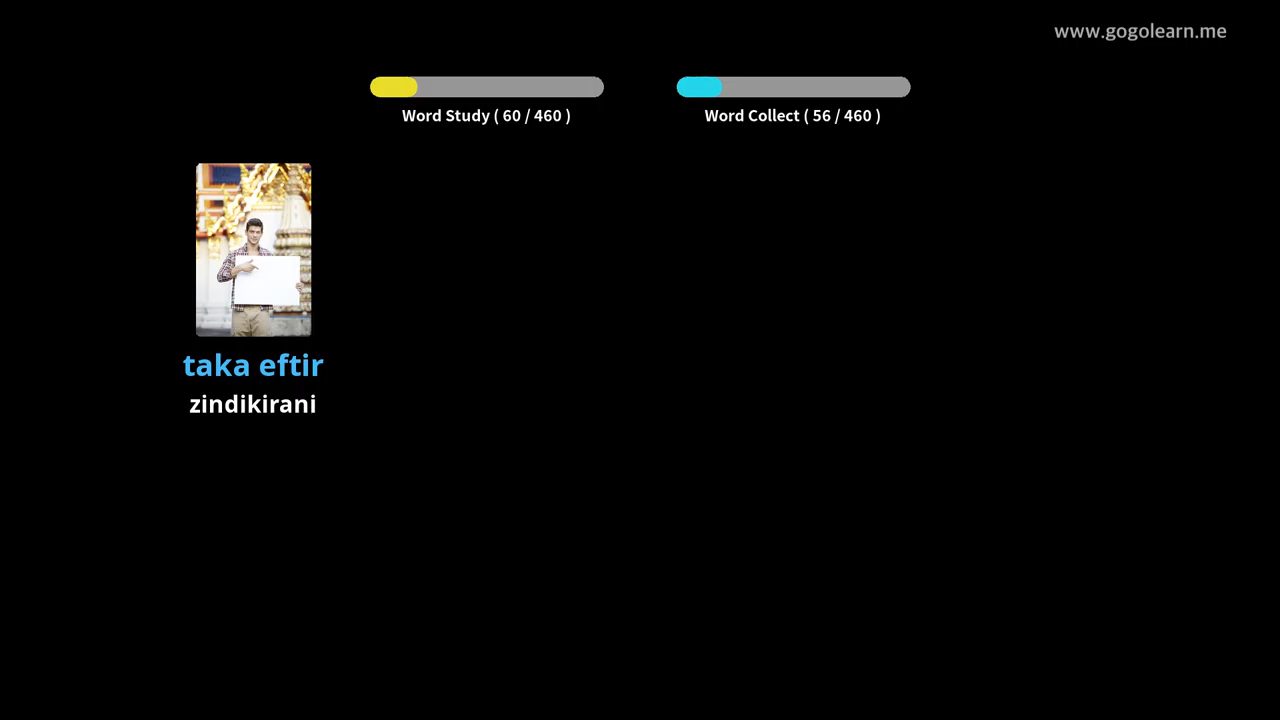 www.gogolearn.me
Word Study ( 60 / 460 )
Word Collect ( 56 / 460 )
taka eftir
zindikirani